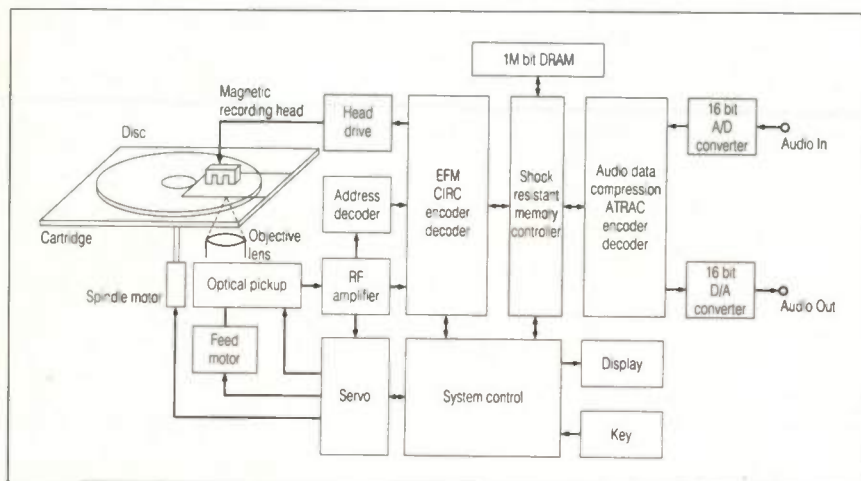 1M bit DRAM
Magnetic
recording head
Disc
Head
drive
EFM
CIRC
encoder
decoder
Shock
resistant
memory
controller
Audio data
compression
ATRAC
encoder
decoder
16 bit
A/D
converter
Audio In
Address
decoder
Cartridge
Objective
lens
Spindle motor
Optical pickup
RF
amplifier
16 bit
D/A
converter
Audio Out
Feed
motor
Servo
System control
Display
Key